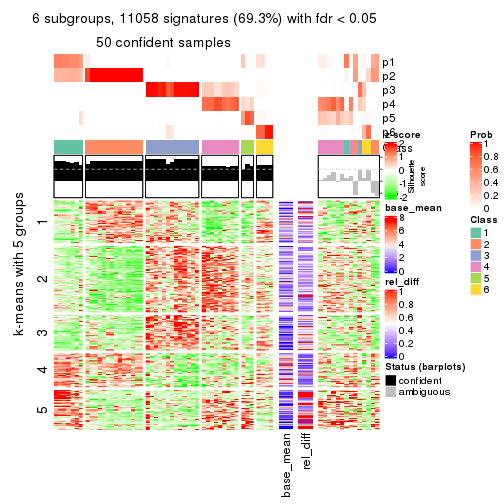 6 subgroups, 11058 signatures (69.3%) with fdr < 0.05
50 confident samples
p1
p2
p3
p4
p5
p6
Class
z-score
2
1
0
-1
-2
Silhouette
score
Prob
1
0.8
0.6
0.4
0.2
0
base_mean
8
6
4
2
0
Class
1
2
3
4
5
6
rel_diff
1
0.8
0.6
0.4
0.2
0
Status (barplots)
confident
ambiguous
k-means with 5 groups
1
2
3
4
5
base_mean
rel_diff